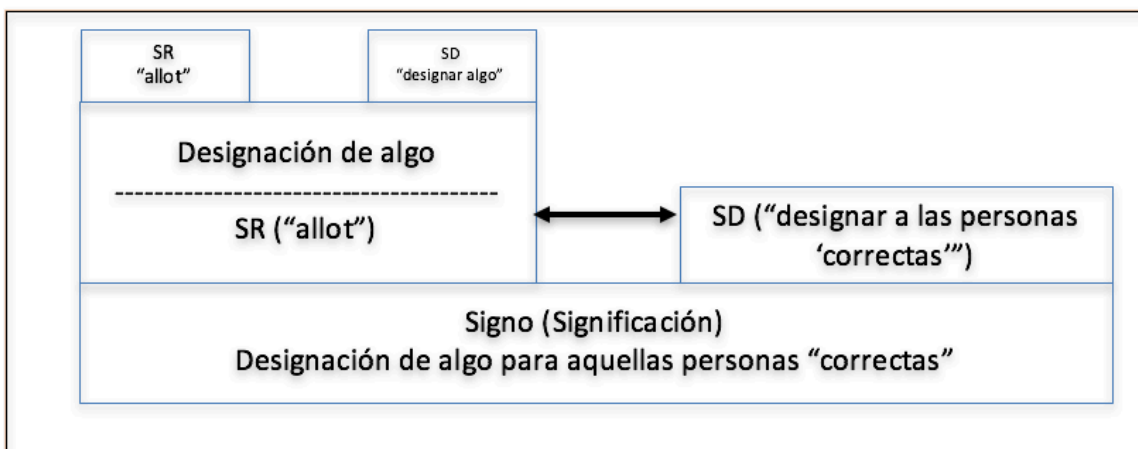 SR
“allot”
SD
“designar algo”
Designación de algo
---------------------------------------
SR (“allot”)
SD (“designar a las personas
‘correctas’”)
Signo (Significación)
Designación de algo para aquellas personas “correctas”